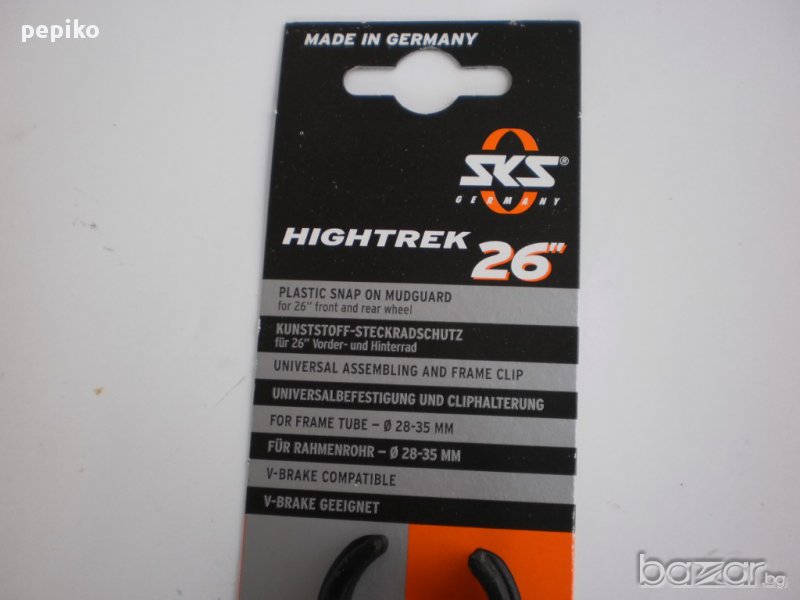 pepiko
MADE IN GERMANY
SKS®
GERMANY
HIGHTREK 26"
PLASTIC SNAP ON MUDGUARD
for 26" front and rear wheel
KUNSTSTOFF-STECKRADSCHUTZ
für 26" Vorder- und Hinterrad
UNIVERSAL ASSEMBLING AND FRAME CLIP
UNIVERSALBEFESTIGUNG UND CLIPHALTERUNG
FOR FRAME TUBE – Ø 28-35 MM
FÜR RAHMENROHR – Ø 28-35 MM
V-BRAKE COMPATIBLE
V-BRAKE GEEIGNET
bazar.bg